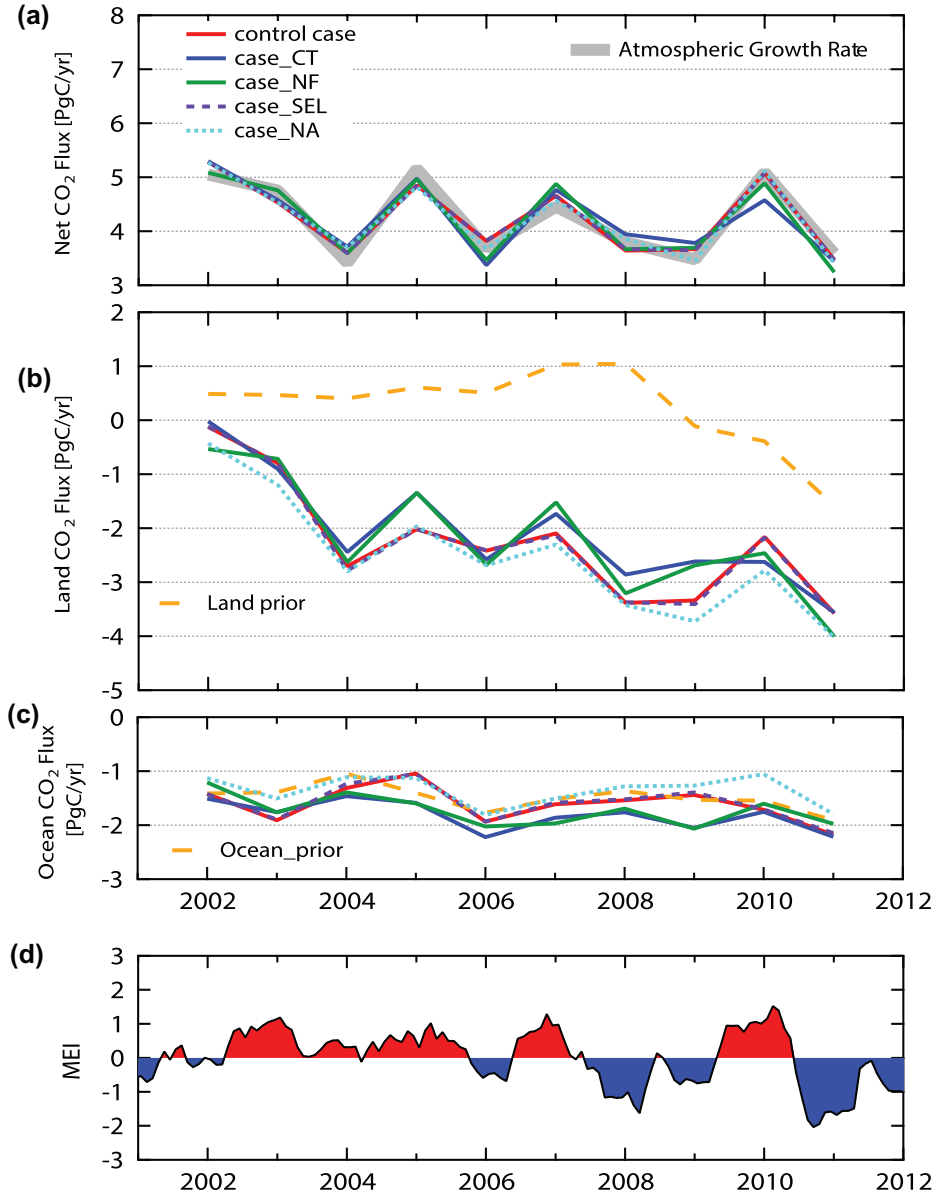 (a)
Net CO2 Flux [PgC/yr]
8
7
6
5
4
3
control case
case_CT
case_NF
case_SEL
case_NA
Atmospheric Growth Rate
(b)
Land CO2 Flux [PgC/yr]
2
1
0
-1
-2
-3
-4
-5
Land prior
(c)
Ocean CO2 Flux
[PgC/yr]
0
-1
-2
-3
Ocean_prior
2002 2004 2006 2008 2010 2012
(d)
MEI
3
2
1
0
-1
-2
-3
2002 2004 2006 2008 2010 2012